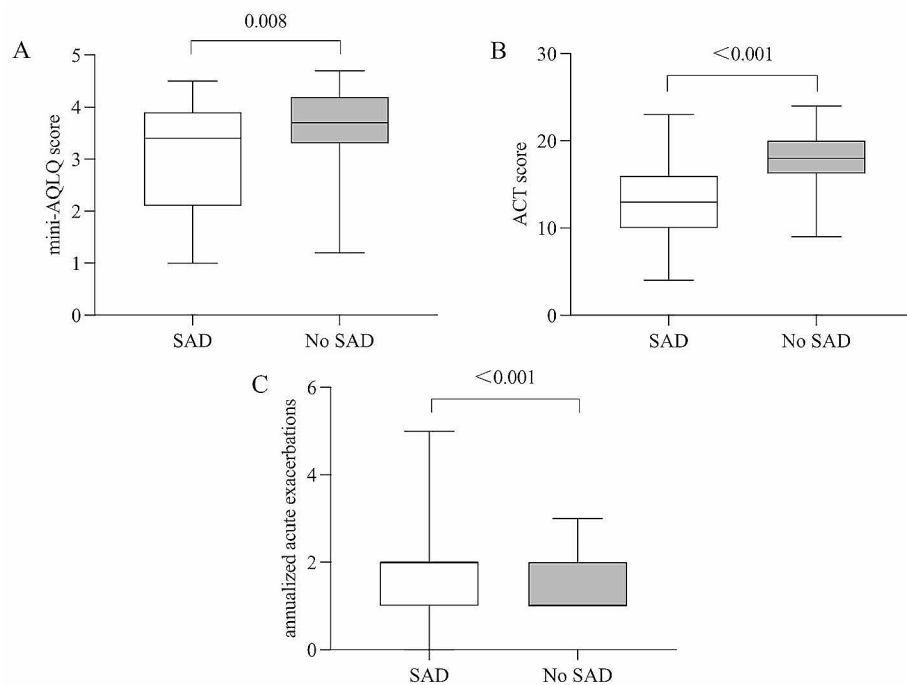 A
0.008
mini-AQLQ score
5
4
3
2
1
0
SAD
No SAD
B
<0.001
ACT score
30
20
10
0
SAD
No SAD
C
<0.001
annualized acute exacerbations
6
4
2
0
SAD
No SAD